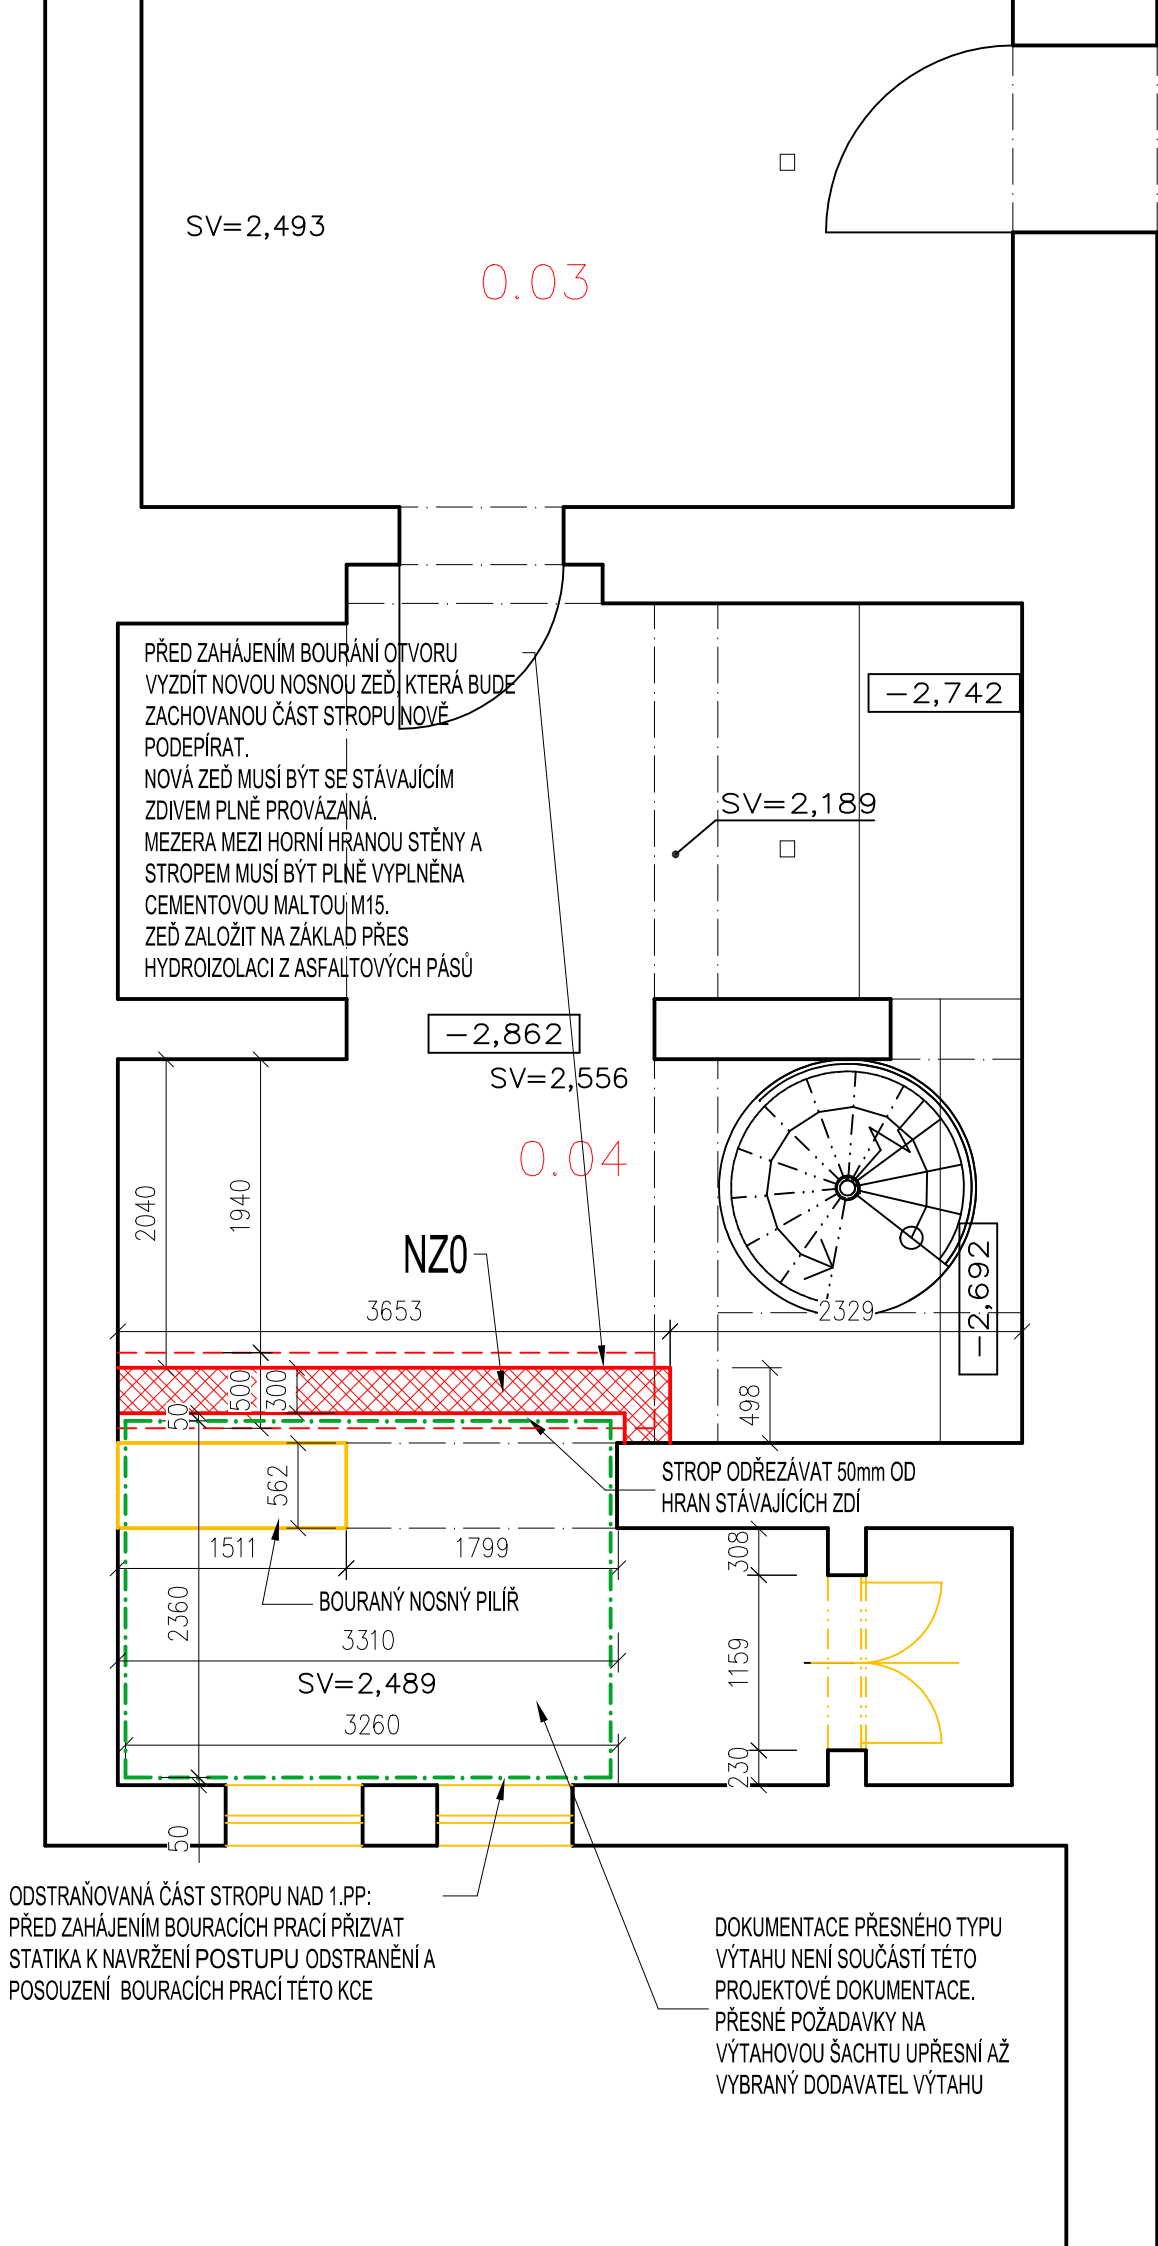 SV=2,493
0.03
PŘED ZAHÁJENÍM BOURÁNÍ OTVORU
VYZDÍT NOVOU NOSNOU ZEĎ, KTERÁ BUDE
ZACHOVANOU ČÁST STROPU NOVĚ
PODEPÍRAT.
NOVÁ ZEĎ MUSÍ BÝT SE STÁVAJÍCÍM
ZDIVEM PLNĚ PROVÁZANÁ.
MEZERA MEZI HORNÍ HRANOU STĚNY A
STROPEM MUSÍ BÝT PLNĚ VYPLNĚNA
CEMENTOVOU MALTOU M15.
ZEĎ ZALOŽIT NA ZÁKLAD PŘES
HYDROIZOLACI Z ASFALTOVÝCH PÁSŮ
-2,742
SV=2,189
-2,862
SV=2,556
0.04
2040
1940
NZ0
3653
2329
-2,692
50
500
300
498
562
STROP ODŘEZÁVAT 50mm OD
HRAN STÁVAJÍCÍCH ZDÍ
1511
1799
308
BOURANÝ NOSNÝ PILÍŘ
2360
3310
1159
SV=2,489
3260
230
50
ODSTRAŇOVANÁ ČÁST STROPU NAD 1.PP:
PŘED ZAHÁJENÍM BOURACÍCH PRACÍ PŘIZVAT
STATIKA K NAVRŽENÍ POSTUPU ODSTRANĚNÍ A
POSOUZENÍ BOURACÍCH PRACÍ TÉTO KCE
DOKUMENTACE PŘESNÉHO TYPU
VÝTAHU NENÍ SOUČÁSTÍ TÉTO
PROJEKTOVÉ DOKUMENTACE.
PŘESNÉ POŽADAVKY NA
VÝTAHOVOU ŠACHTU UPŘESNÍ AŽ
VYBRANÝ DODAVATEL VÝTAHU